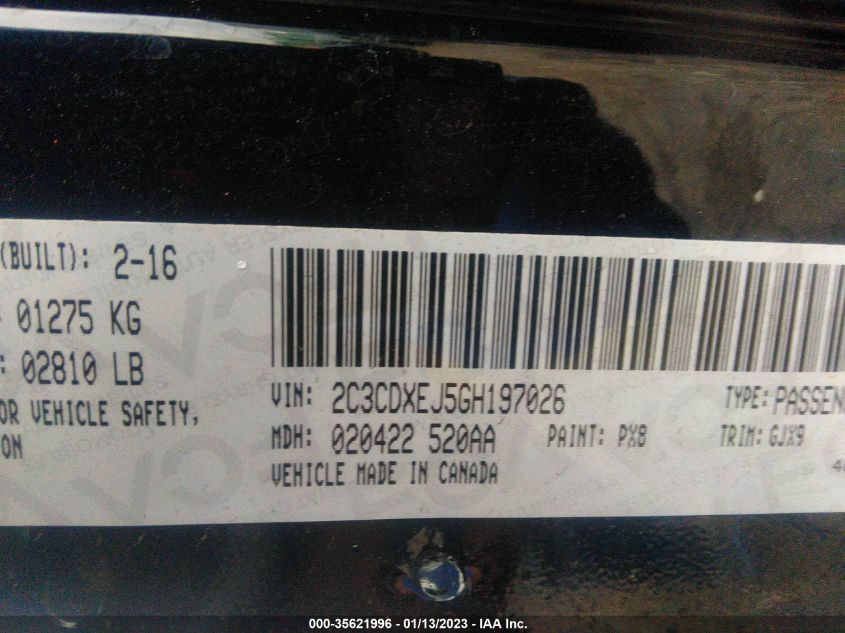 (BUILT): 2-16
01275 KG
: 02810 LB
OR VEHICLE SAFETY,
ON
VIN: 2C3CDXEJ5GH197026 TYPE: PASSEN
MDH: 020422 520AA PAINT: PX8 TRIM: GJX9
VEHICLE MADE IN CANADA
000-35621996 - 01/13/2023 - IAA Inc.